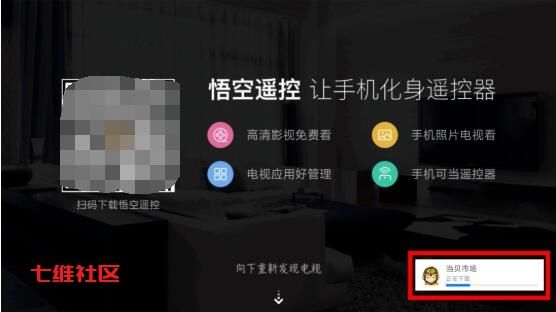 悟空遥控 让手机化身遥控器
高清影视免费看
手机照片电视看
电视应用好管理
手机可当遥控器
扫码下载悟空遥控
向下重新发现电视
七维社区
当贝市场
正在下载